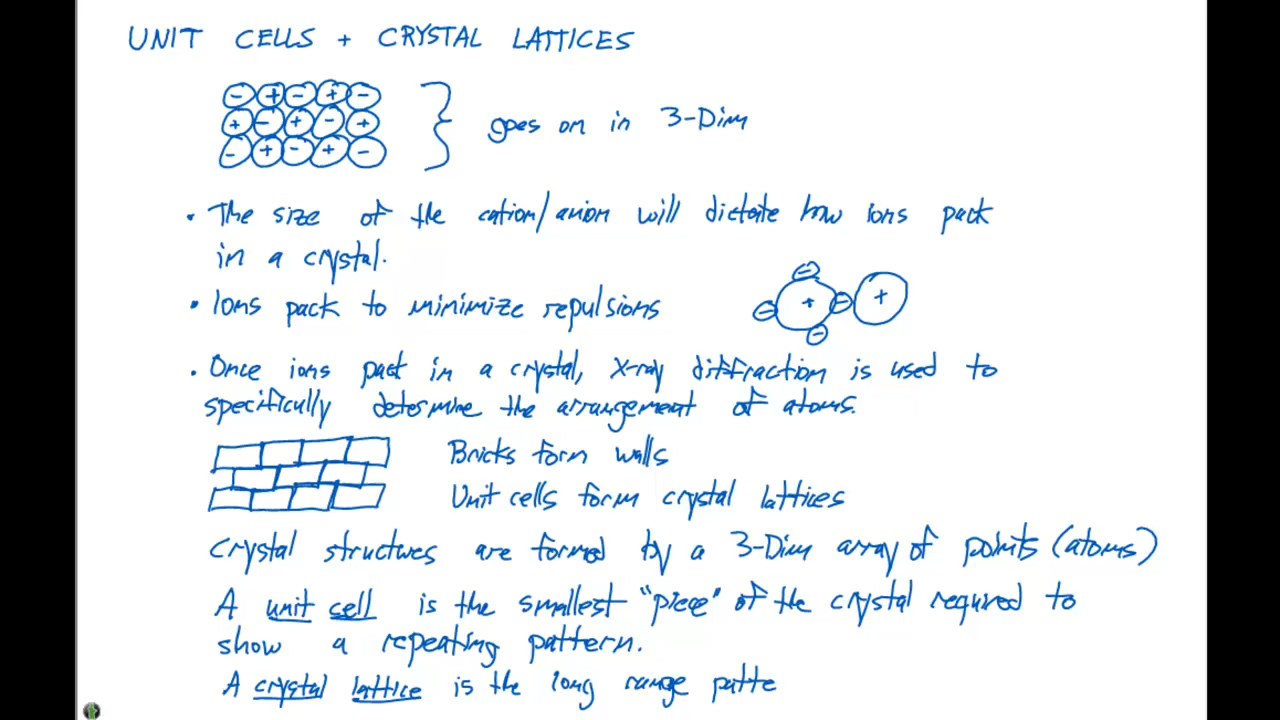 UNIT CELLS + CRYSTAL LATTICES
- + - + -
+ - + - +
- + - + -
goes on in 3-Dim
• The size of the cation/anion will dictate how ions pack
in a crystal.
• Ions pack to minimize repulsions
-
- + - +
-
• Once ions pack in a crystal, x-ray diffraction is used to
specifically determine the arrangement of atoms.
Bricks form walls
Unit cells form crystal lattices
Crystal structures are formed by a 3-Dim array of points (atoms)
A unit cell is the smallest "piece" of the crystal required to
show a repeating pattern.
A crystal lattice is the long range patte